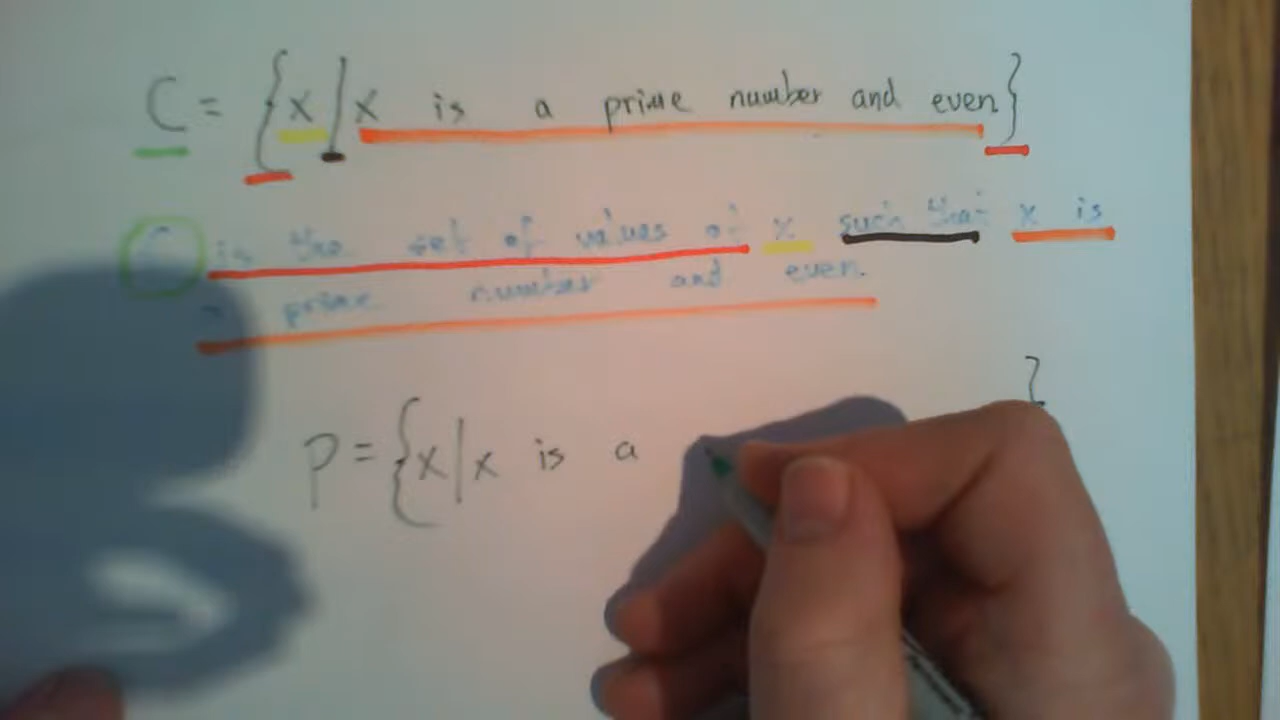 C = {x|x is a prime number and even}
C is the set of values of x such that x is
a prime number and even.
P={x|x is a }